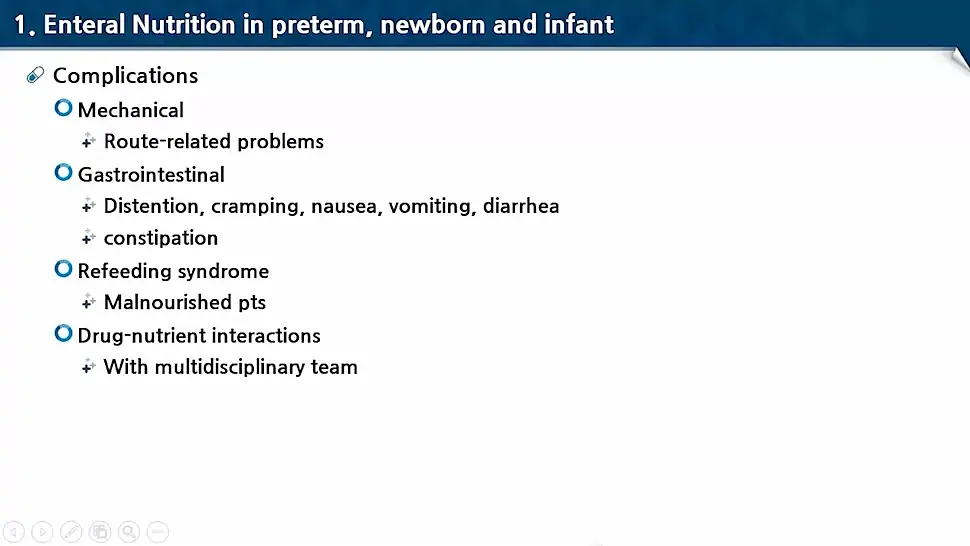 1. Enteral Nutrition in preterm, newborn and infant
Complications
Mechanical
Route-related problems
Gastrointestinal
Distention, cramping, nausea, vomiting, diarrhea
constipation
Refeeding syndrome
Malnourished pts
Drug-nutrient interactions
With multidisciplinary team